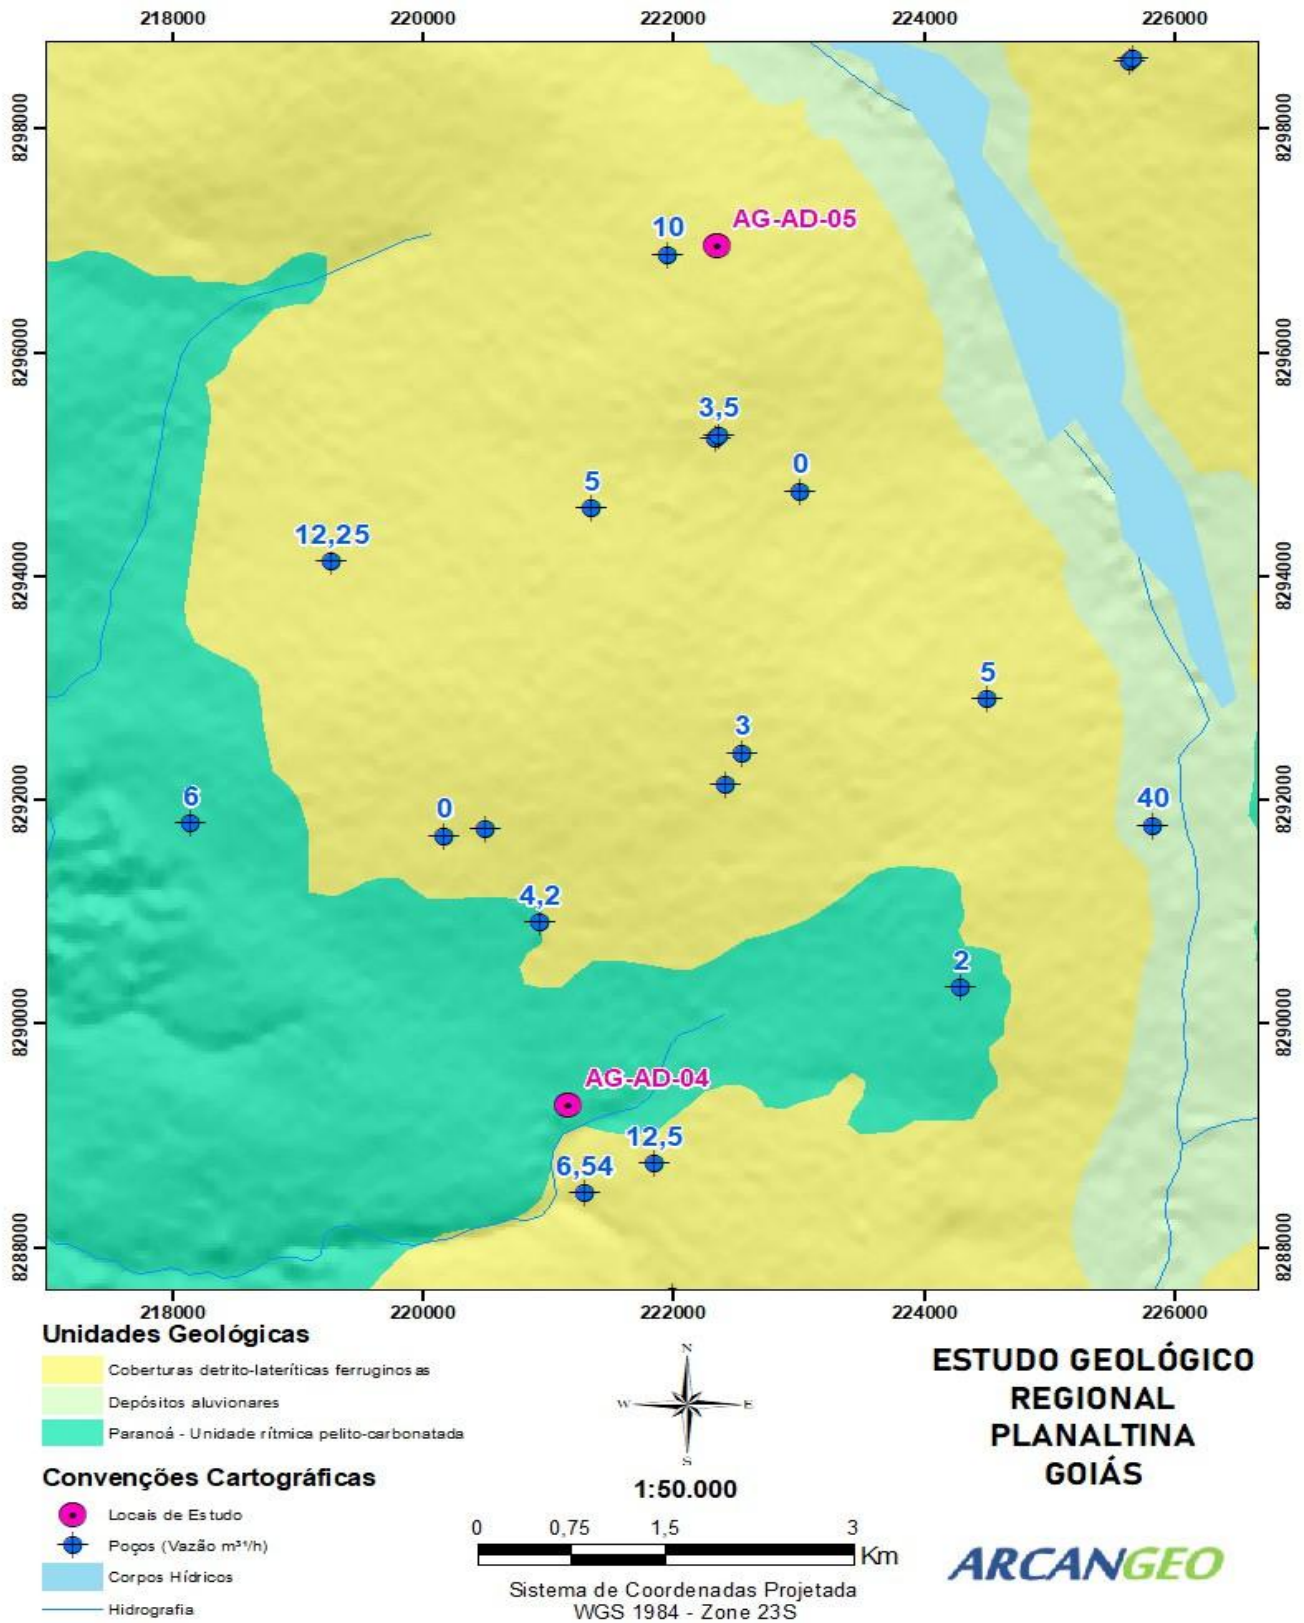 218000 220000 222000 224000 226000
8298000 8298000
AG-AD-05
10
8296000 8296000
3,5
0
5
12,25
8294000 8294000
5
3
8292000 8292000
6
0
40
4,2
2
8290000 8290000
AG-AD-04
12,5
6,54
8288000 8288000
218000 220000 222000 224000 226000
Unidades Geológicas
Coberturas detrito-lateríticas ferruginosas
Depósitos aluvionares
Paranoá - Unidade rítmica pelito-carbonatada
Convenções Cartográficas
Locais de Estudo
Poços (Vazão m³¹/h)
Corpos Hídricos
Hidrografia
N
W E
S
1:50.000
0 0,75 1,5 3
Km
Sistema de Coordenadas Projetada
WGS 1984 - Zone 23S
ESTUDO GEOLÓGICO
REGIONAL
PLANALTINA
GOIÁS
ARCANGEO